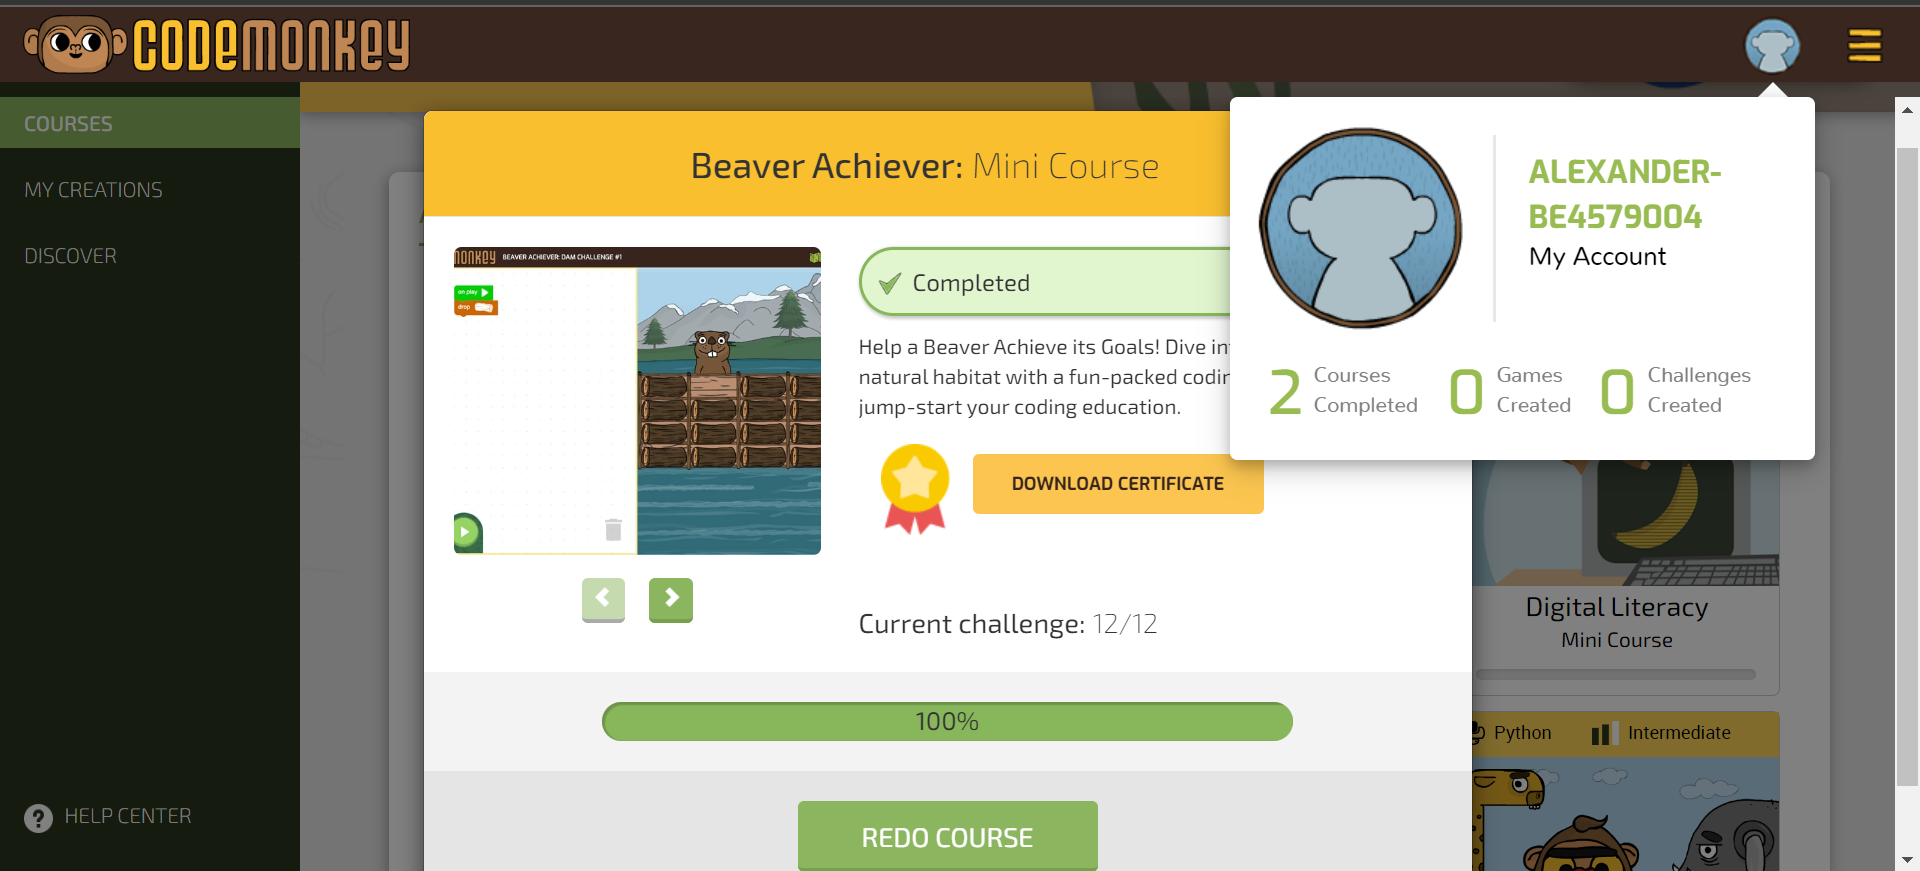 CODEMONKEY
COURSES
MY CREATIONS
DISCOVER
HELP CENTER
Beaver Achiever: Mini Course
monkey BEAVER ACHIEVER: DAM CHALLENGE #1
on play
drop
Completed
Help a Beaver Achieve its Goals! Dive in
natural habitat with a fun-packed codin
jump-start your coding education.
DOWNLOAD CERTIFICATE
Current challenge: 12/12
100%
REDO COURSE
ALEXANDER-
BE4579004
My Account
2 Courses
Completed
0 Games
Created
0 Challenges
Created
Digital Literacy
Mini Course
Python Intermediate